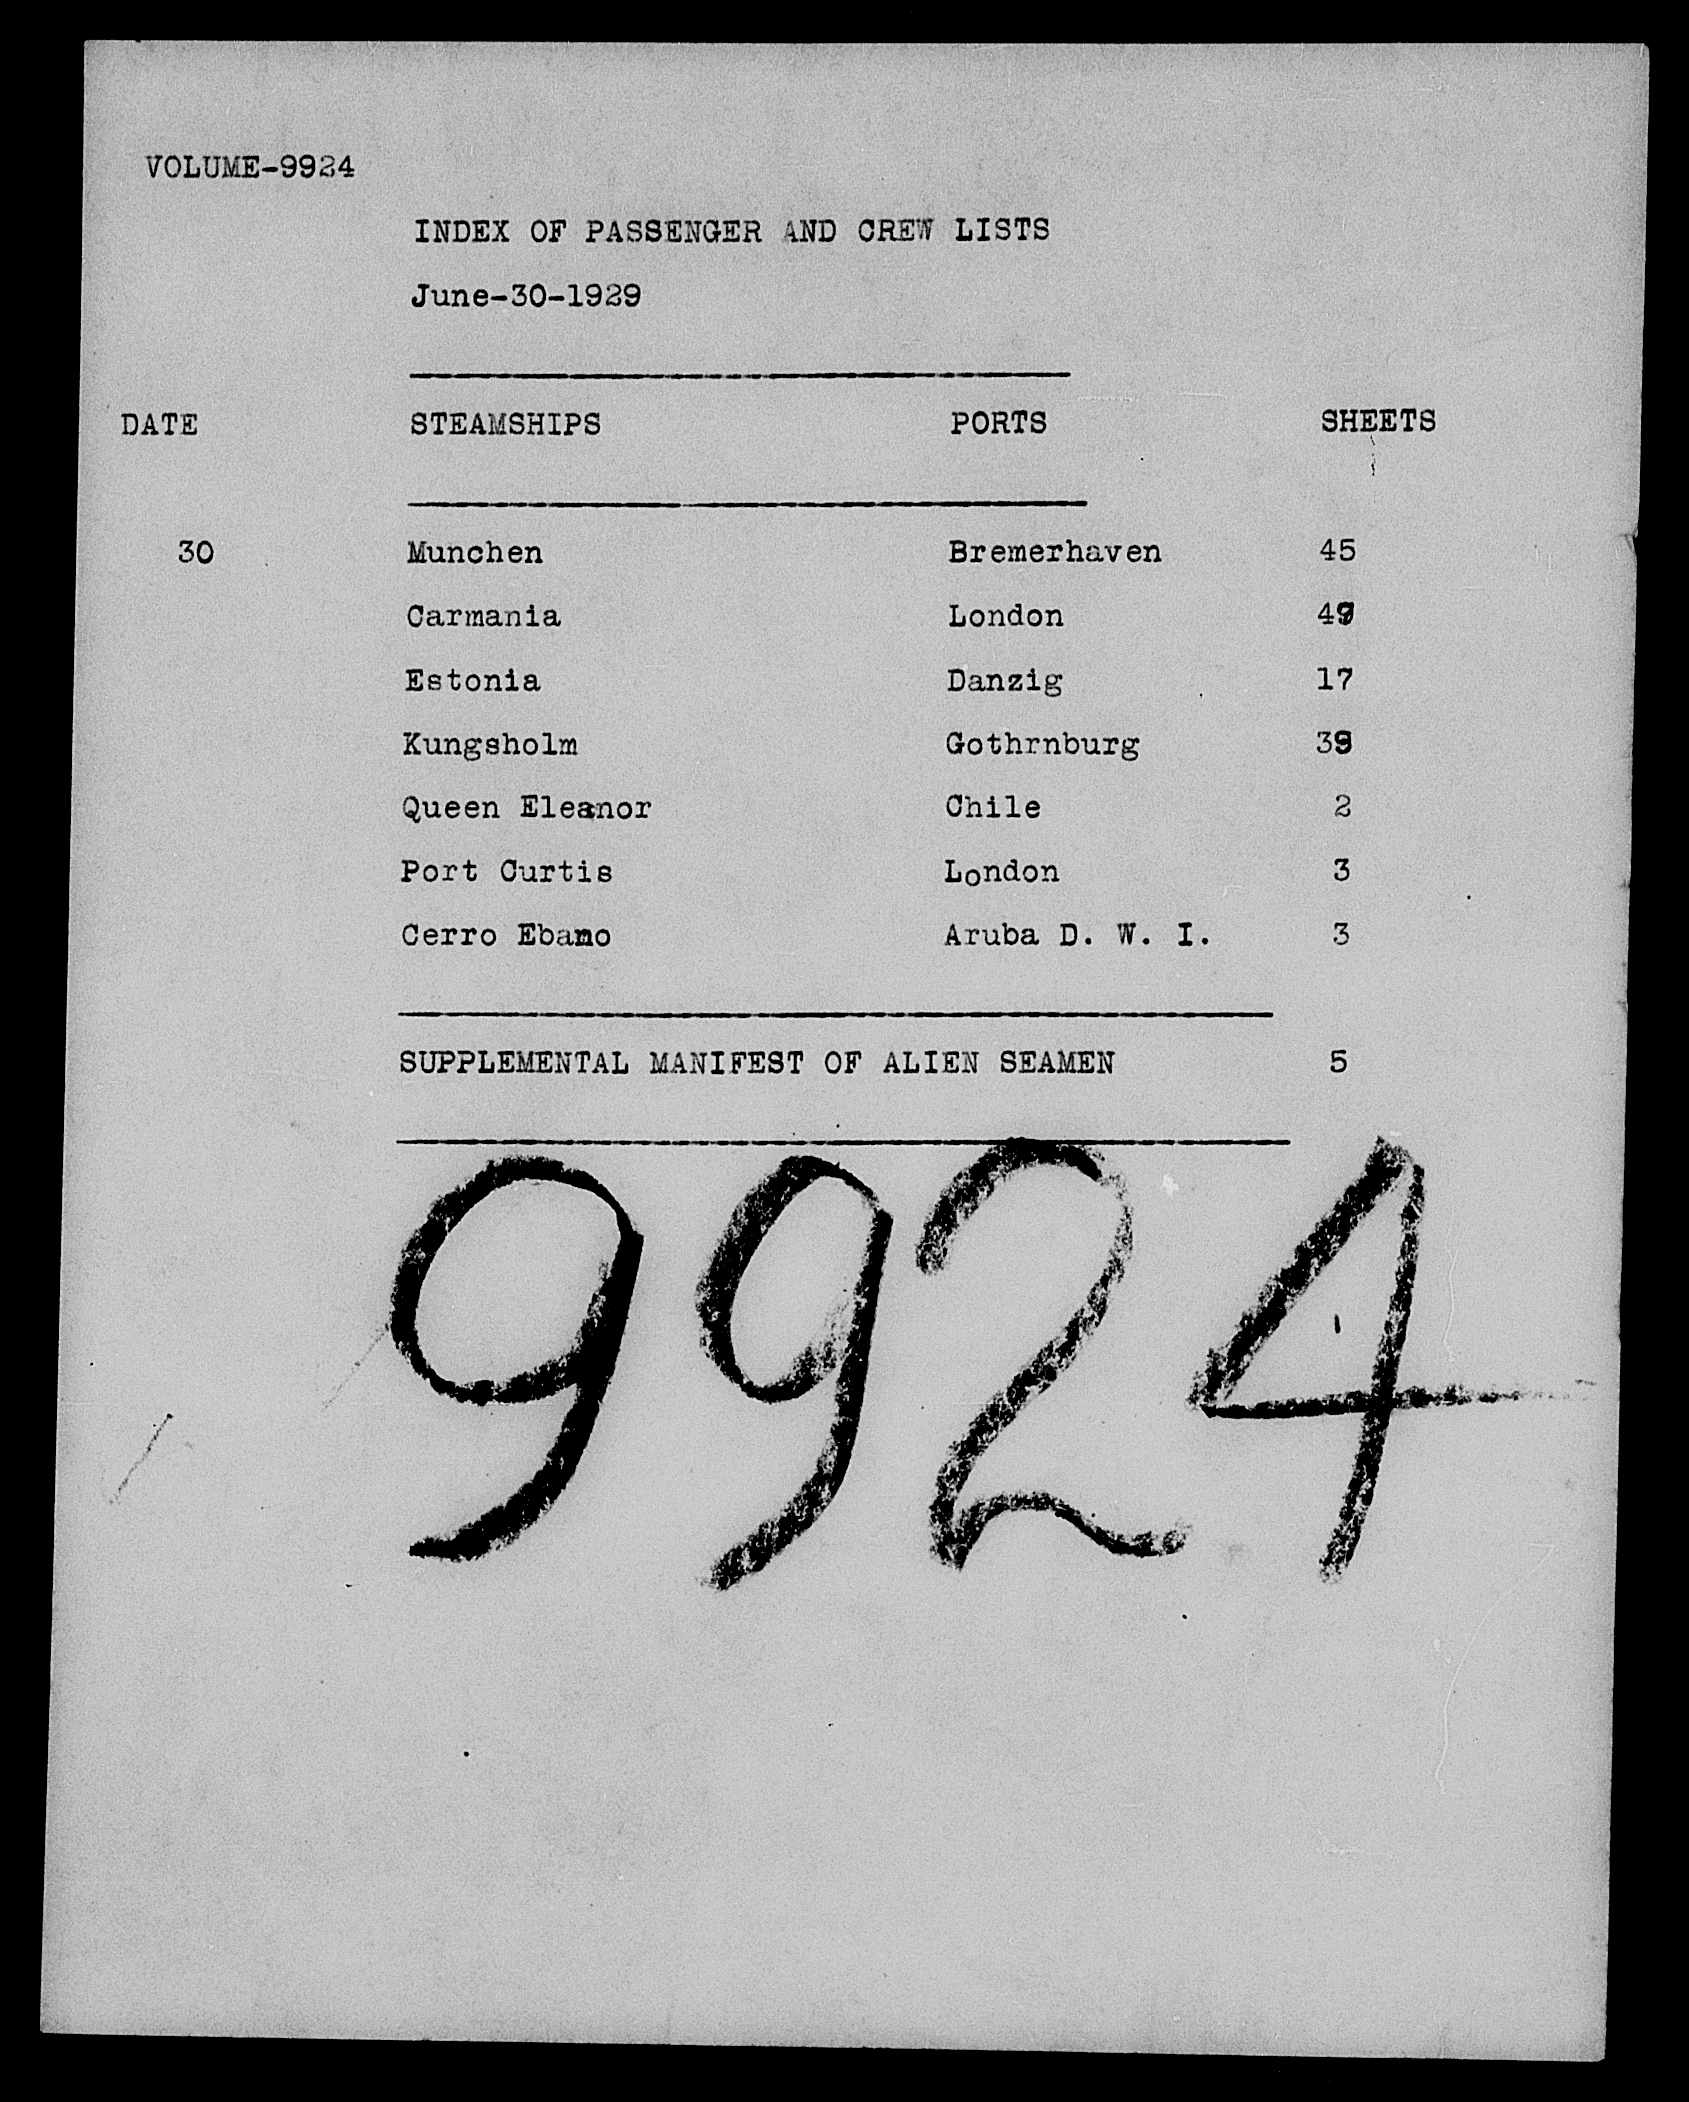 VOLUME-9924
INDEX OF PASSENGER AND CREW LISTS
June-30-1929
DATE STEAMSHIPS PORTS SHEETS
30 Munchen Bremerhaven 45
Carmania London
Estonia Danzig 17
Kungsholm Gothrnburg
Queen Eleanor Chile 2
Port Curtis London 3
Cerro Ebano Aruba D. W. I. 3
SUPPLEMENTAL MANIFEST OF ALIEN SEAMEN 5
9924